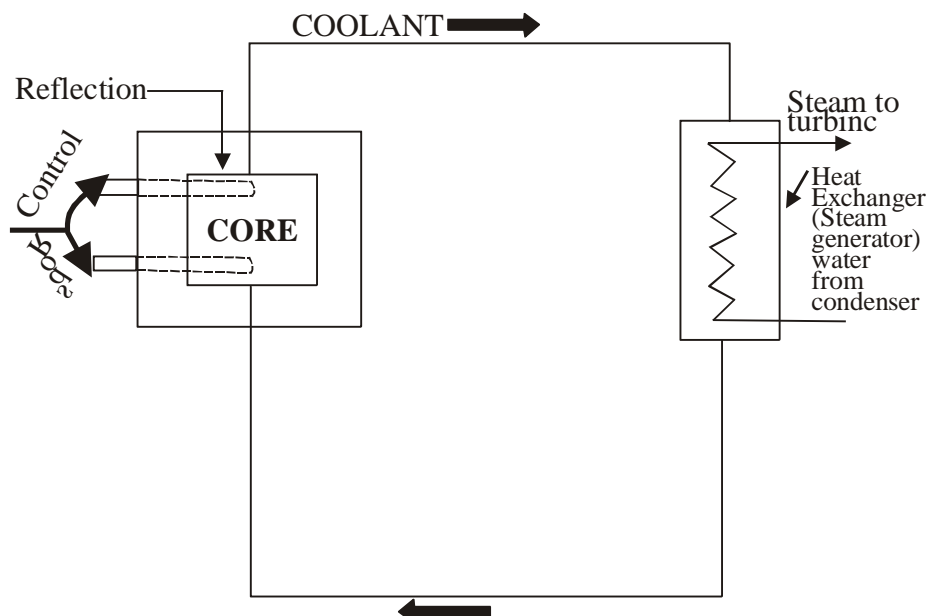 COOLANT
Reflection
Control
Rods
CORE
Steam to
turbinc
Heat
Exchanger
(Steam
generator)
water
from
condenser